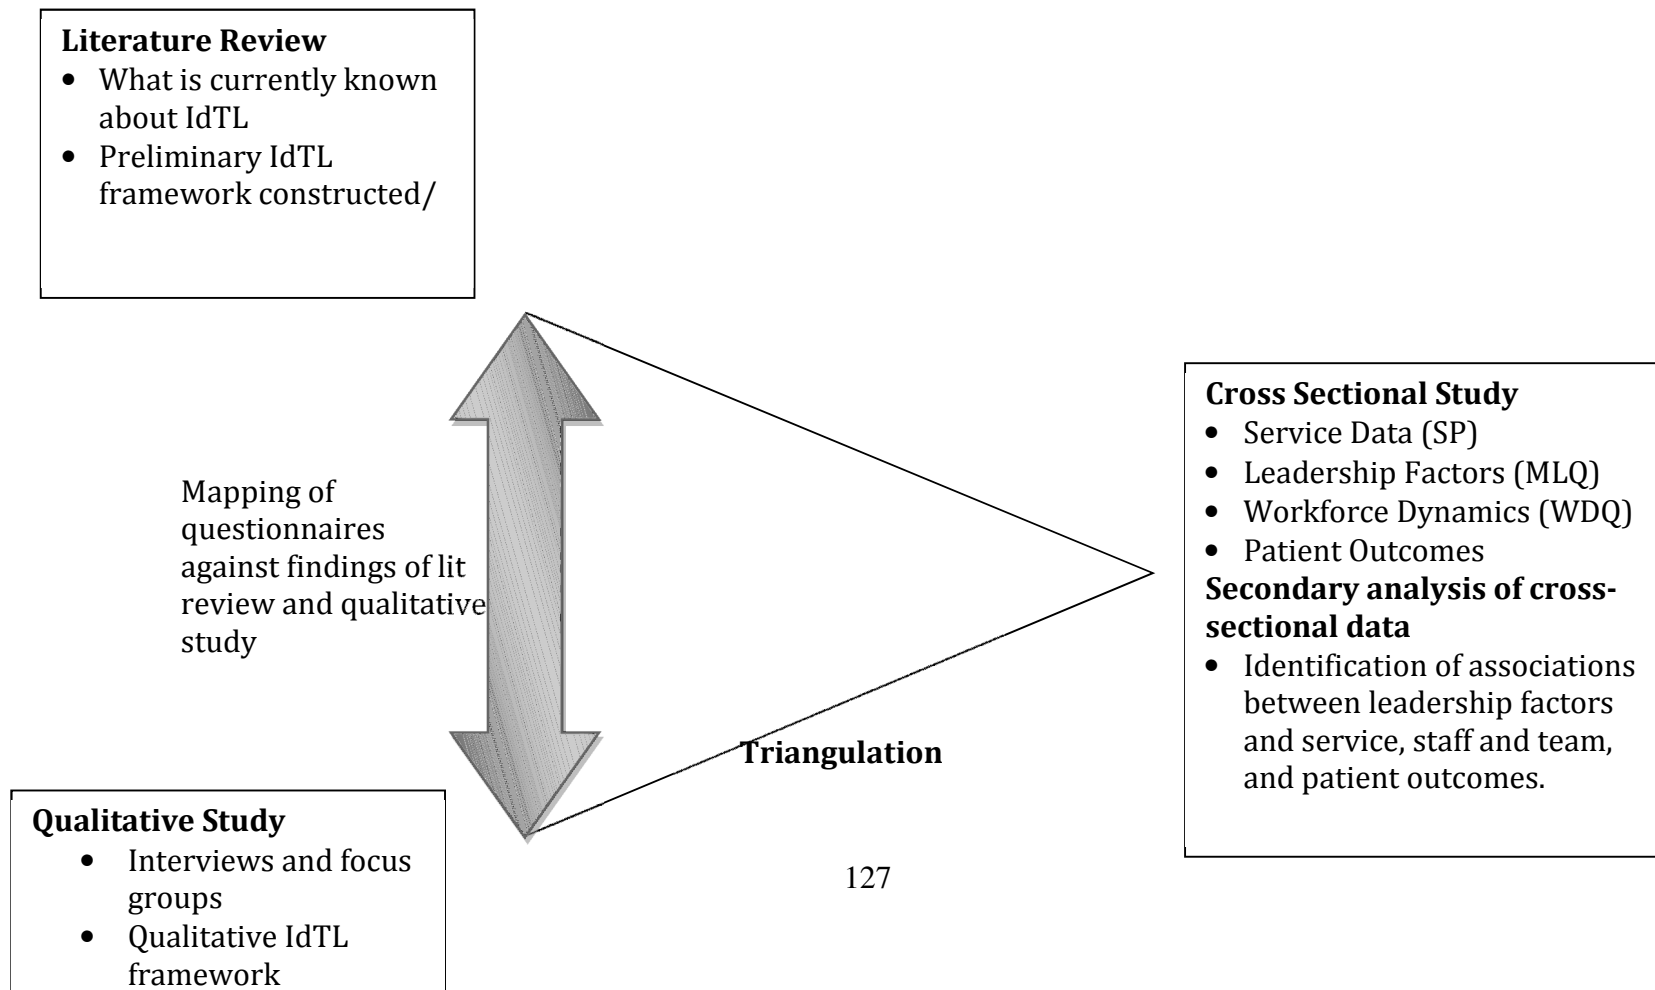 Literature Review
• What is currently known
about IdTL
• Preliminary IdTL
framework constructed/
Mapping of
questionnaires
against findings of lit
review and qualitative
study
Cross Sectional Study
• Service Data (SP)
• Leadership Factors (MLQ)
• Workforce Dynamics (WDQ)
• Patient Outcomes
Secondary analysis of cross-
sectional data
• Identification of associations
between leadership factors
and service, staff and team,
and patient outcomes.
Triangulation
Qualitative Study
• Interviews and focus
groups
• Qualitative IdTL
framework
127